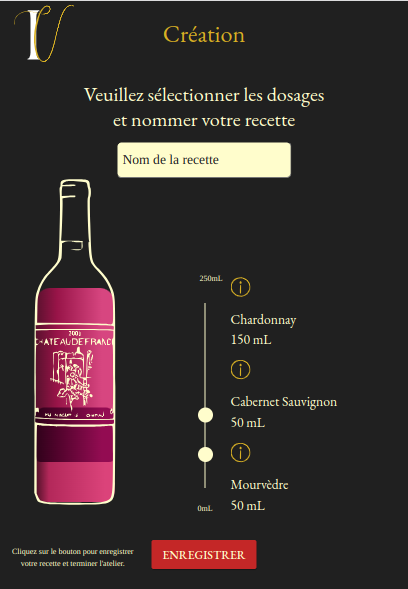 IV
Création
Veuillez sélectionner les dosages
et nommer votre recette
Nom de la recette
250mL
Chardonnay
150 mL
2001
CHATEAUDEFRANCE
Cabernet Sauvignon
50 mL
Mourvèdre
50 mL
0mL
Cliquez sur le bouton pour enregistrer
votre recette et terminer l'atelier.
ENREGISTRER